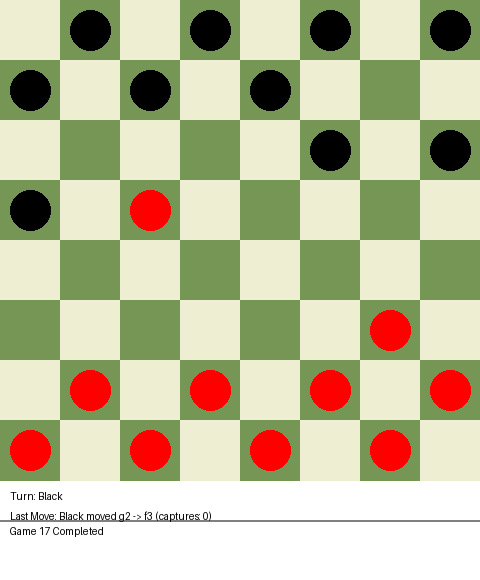 Turn: Black
Last Move: Black moved g2 -> f3 (captures: 0)
Game 17 Completed